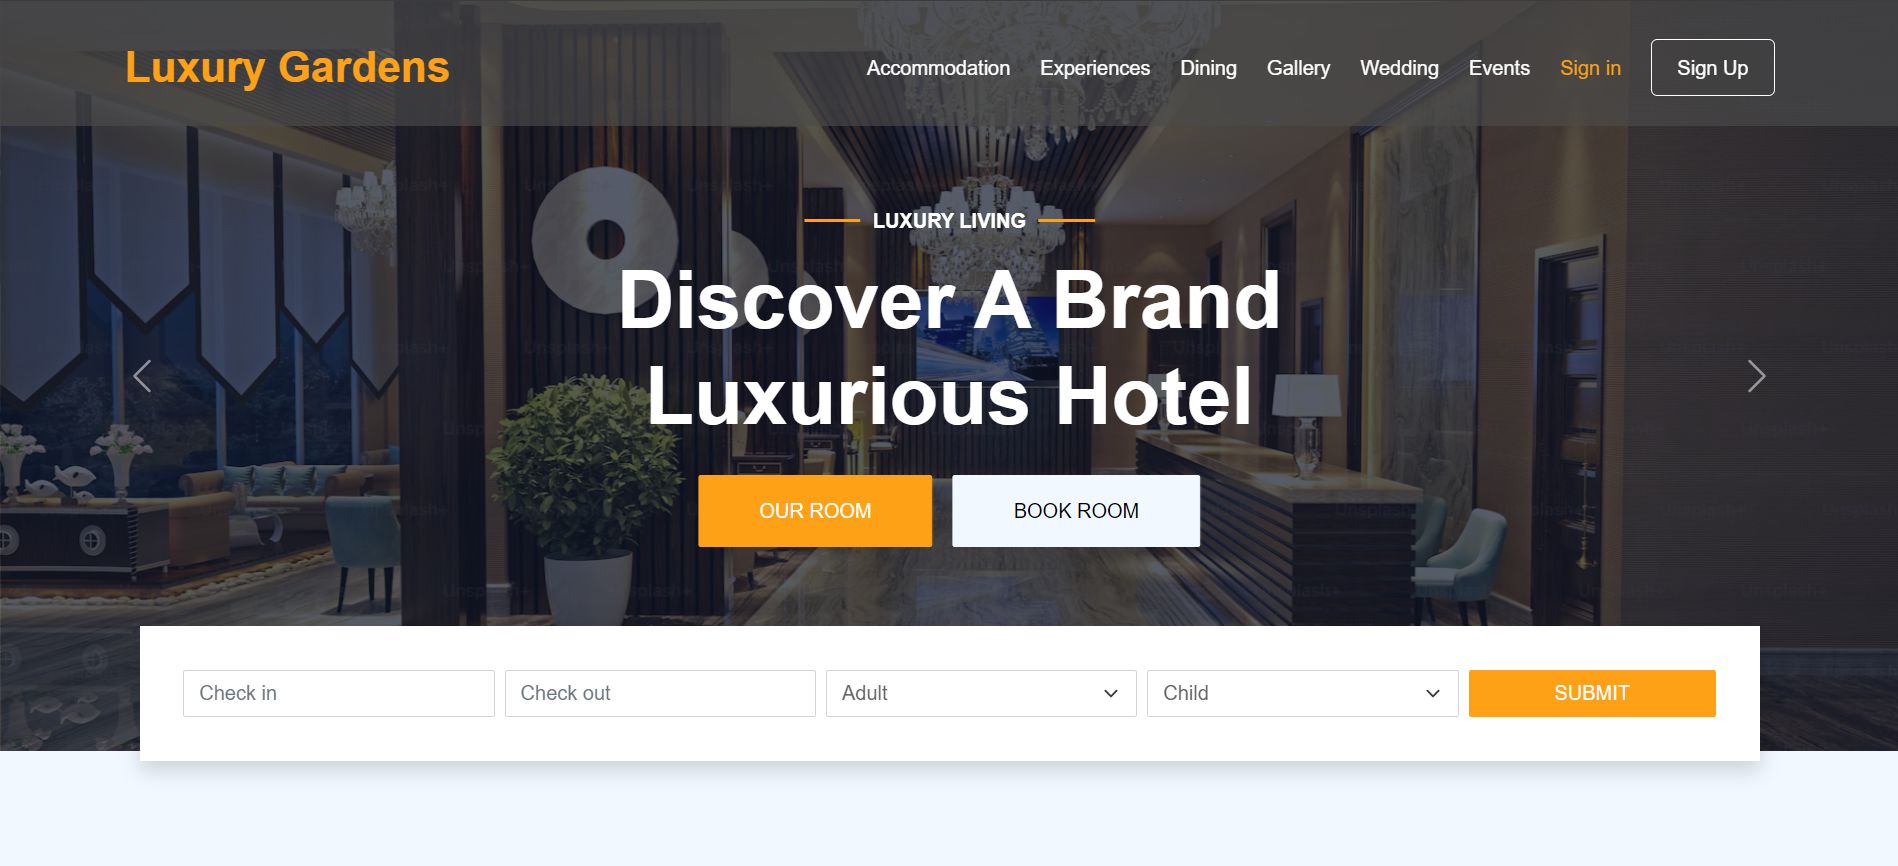 Luxury Gardens
Accommodation Experiences Dining Gallery Wedding Events Sign in Sign Up
LUXURY LIVING
Discover A Brand
Luxurious Hotel
OUR ROOM BOOK ROOM
Check in Check out Adult Child SUBMIT